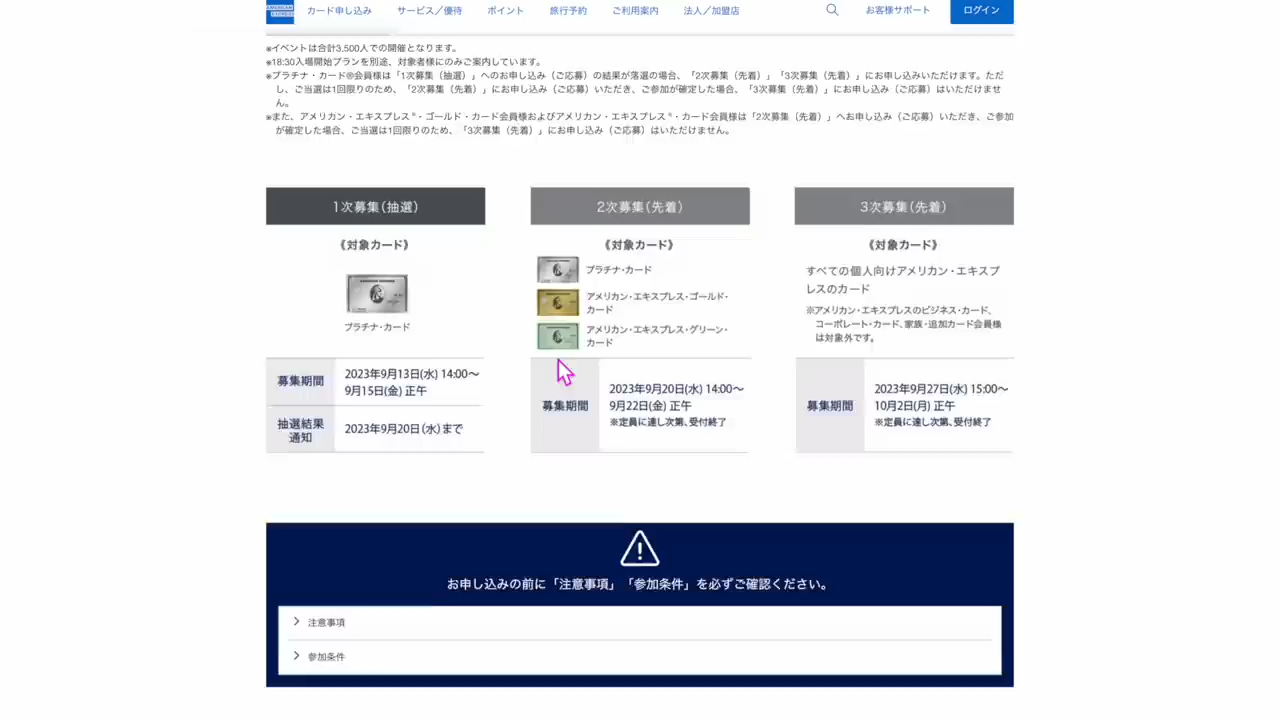 AMERICAN EXPRESS
カード申し込み サービス／優待 ポイント 旅行予約 ご利用案内 法人／加盟店 お客様サポート ログイン
※イベントは合計3,500人での開催となります。
※18:30入場開始プランを別途、対象者様にのみご案内しています。
※プラチナ・カード®会員様は「1次募集（抽選）」へのお申し込み（ご応募）の結果が落選の場合、「2次募集（先着）」「3次募集（先着）」にお申し込みいただけます。ただ
し、ご当選は1回限りのため、「2次募集（先着）」にお申し込み（ご応募）いただき、ご参加が確定した場合、「3次募集（先着）」にお申し込み（ご応募）はいただけませ
ん。
※また、アメリカン・エキスプレス®・ゴールド・カード会員様およびアメリカン・エキスプレス®・カード会員様は「2次募集（先着）」へお申し込み（ご応募）いただき、ご参加
が確定した場合、ご当選は1回限りのため、「3次募集（先着）」にお申し込み（ご応募）はいただけません。
1次募集（抽選）
《対象カード》
プラチナ・カード
募集期間
2023年9月13日(水) 14:00〜
9月15日(金) 正午
抽選結果
通知
2023年9月20日（水）まで
2次募集（先着）
《対象カード》
プラチナ・カード
アメリカン・エキスプレス・ゴールド・
カード
アメリカン・エキスプレス・グリーン・
カード
募集期間
2023年9月20日(水) 14:00〜
9月22日(金) 正午
※定員に達し次第、受付終了
3次募集（先着）
《対象カード》
すべての個人向けアメリカン・エキスプ
レスのカード
※アメリカン・エキスプレスのビジネス・カード、
コーポレート・カード、家族・追加カード会員様
は対象外です。
募集期間
2023年9月27日(水) 15:00〜
10月2日(月) 正午
※定員に達し次第、受付終了
お申し込みの前に「注意事項」「参加条件」を必ずご確認ください。
注意事項
参加条件